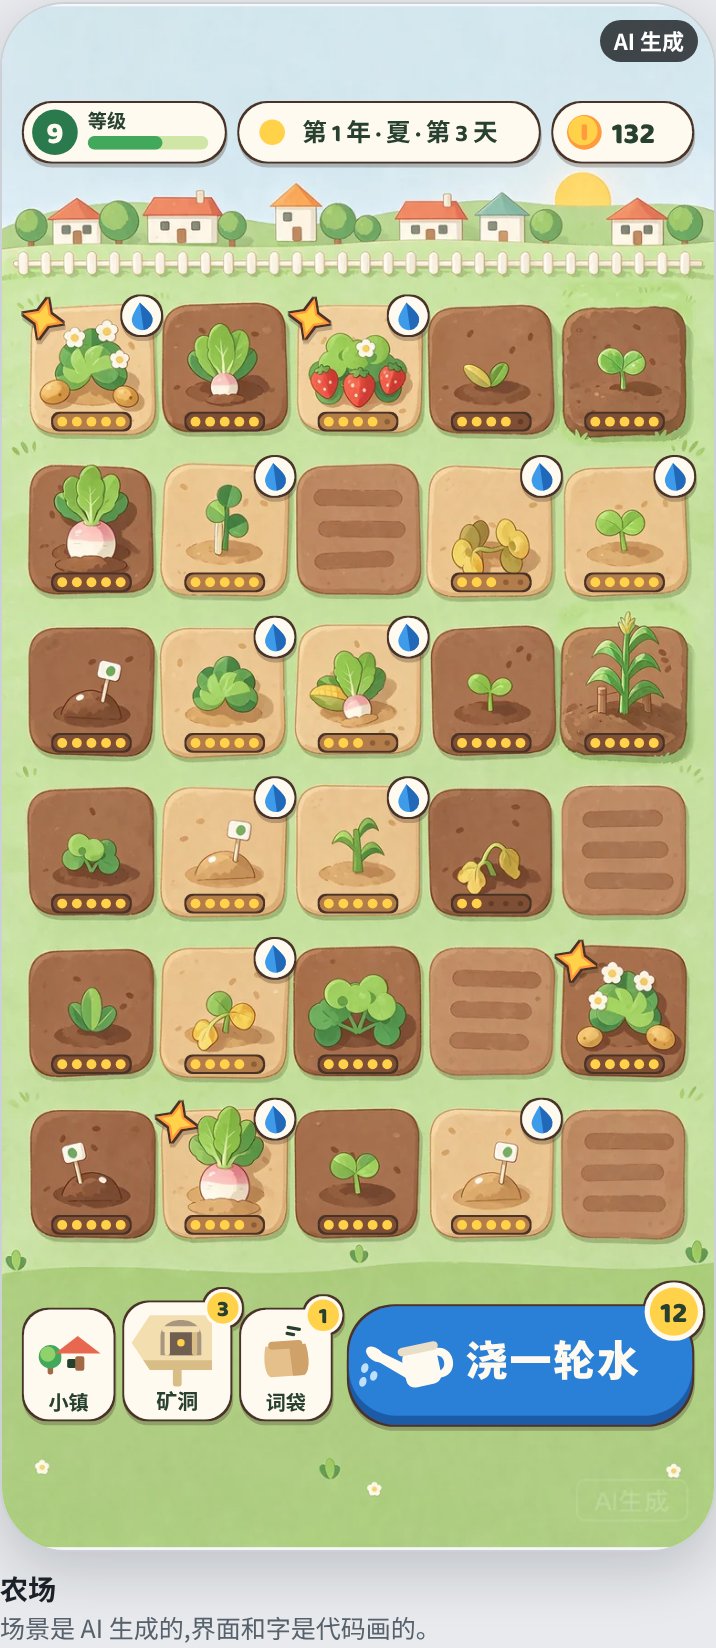 AI 生成
9
等级
第1年·夏·第3天
132
3
1
12
小镇
矿洞
词袋
浇一轮水
AI生成
农场
场景是 AI 生成的,界面和字是代码画的。